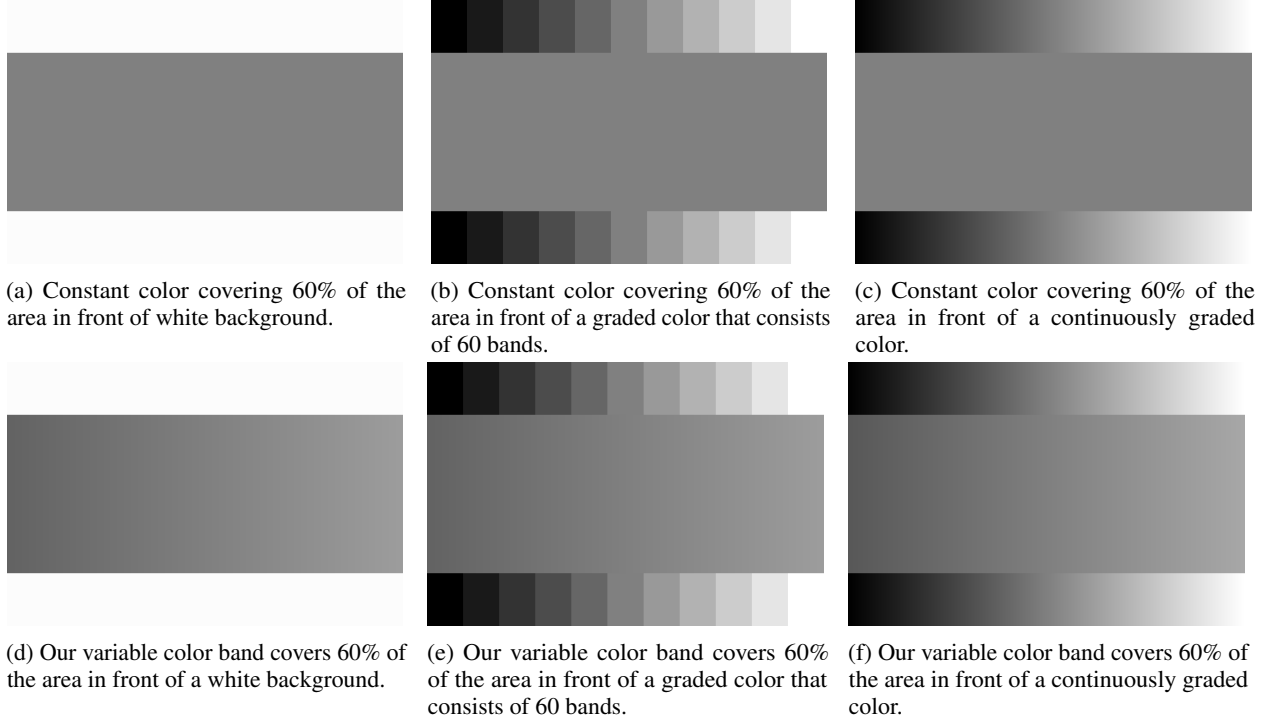 (a) Constant color covering 60% of the
area in front of white background.
(b) Constant color covering 60% of the
area in front of a graded color that consists
of 60 bands.
(c) Constant color covering 60% of the
area in front of a continuously graded
color.
(d) Our variable color band covers 60% of
the area in front of a white background.
(e) Our variable color band covers 60%
of the area in front of a graded color that
consists of 60 bands.
(f) Our variable color band covers 60% of
the area in front of a continuously graded
color.